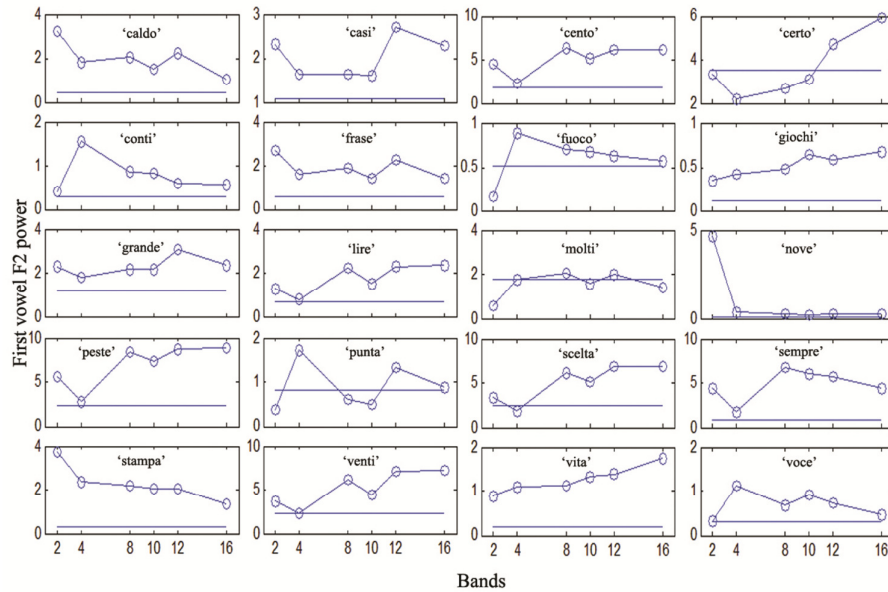 4 3 10 6
'caldo' 'casi' 'cento' 'certo'
2 2 5 4
0 1 0 2
2 4 1 1
'conti' 'frase' 'fuoco' 'giochi'
1 2 0.5 0.5
0 0 0 0
4 4 4 5
'grande' 'lire' 'molti' 'nove'
2 2 2
0 0 0 0
10 2 10 10
'peste' 'punta' 'scelta' 'sempre'
5 1 5 5
0 0 0 0
4 10 2 2
'stampa' 'venti' 'vita' 'voce'
2 5 1 1
0 0 0 0
2 4 8 10 12 16 2 4 8 10 12 16 2 4 8 10 12 16 2 4 8 10 12 16
First vowel F2 power
Bands